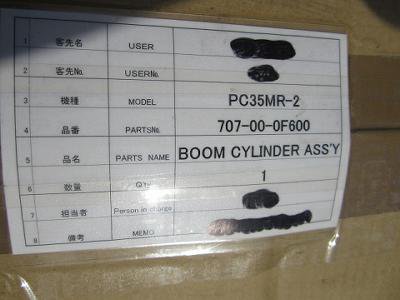 1 客先名 USER
2 客先No. USERNo.
3 機種 MODEL PC35MR-2
4 品番 PARTSNo. 707-00-0F600
5 品名 PARTS NAME BOOM CYLINDER ASS'Y
6 数量 Q'TY 1
7 担当者 Person in charge
8 備考 MEMO